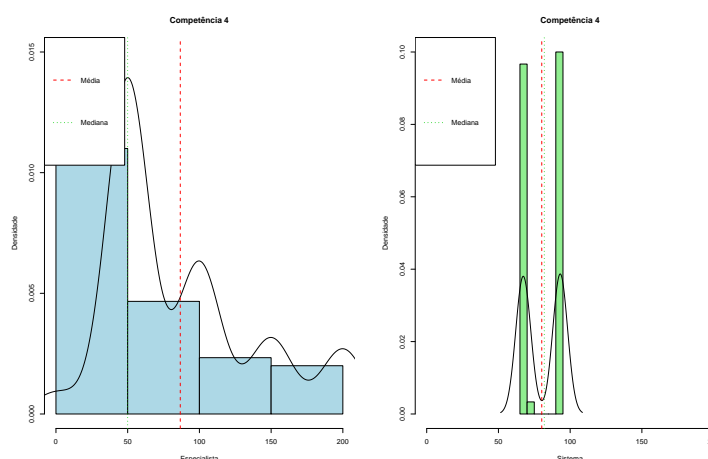 Competência 4
Média
Mediana
Densidade
0.000
0.005
0.010
0.015
0
50
100
150
200
Especialista
Competência 4
Média
Mediana
Densidade
0.00
0.02
0.04
0.06
0.08
0.10
0
50
100
150
Sistema